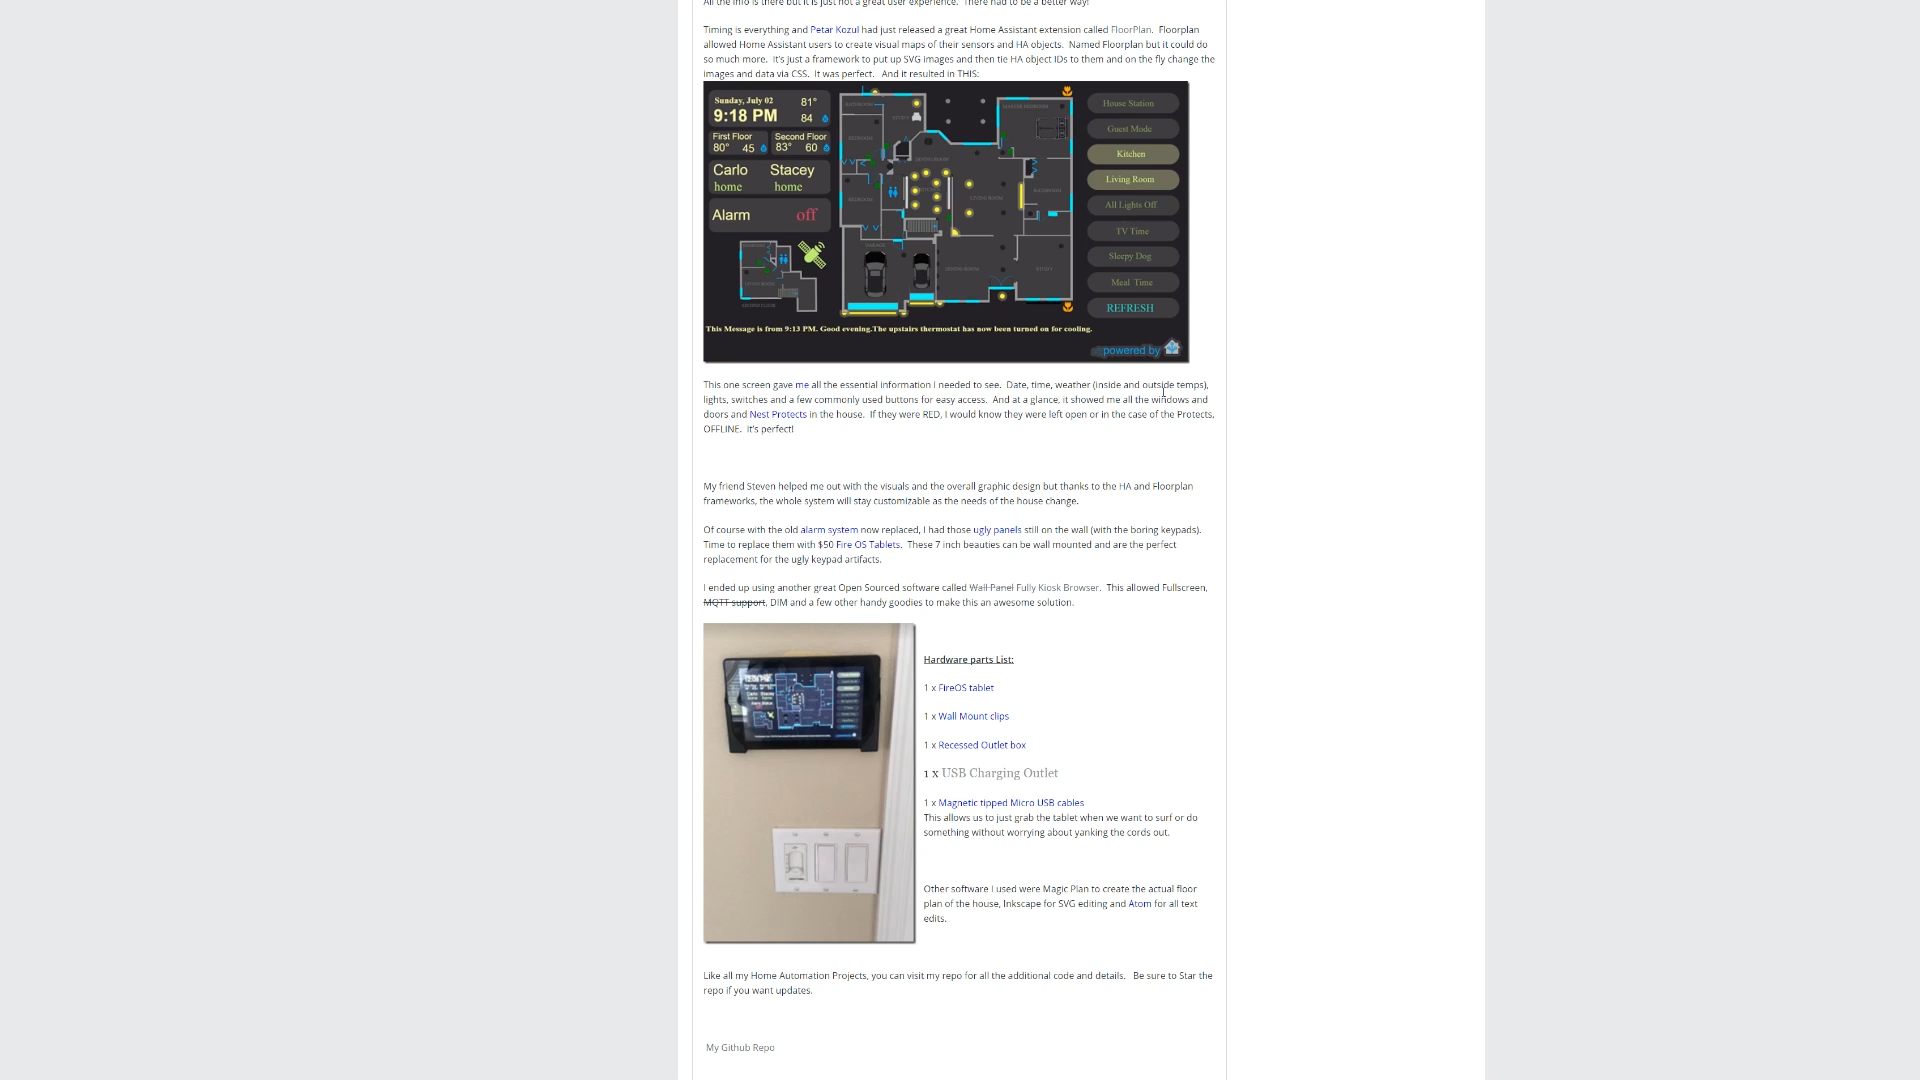 All the info is there but it is just not a great user experience. There had to be a better way!
Timing is everything and Petar Kozul had just released a great Home Assistant extension called FloorPlan. Floorplan
allowed Home Assistant users to create visual maps of their sensors and HA objects. Named Floorplan but it could do
so much more. It's just a framework to put up SVG images and then tie HA object IDs to them and on the fly change the
images and data via CSS. It was perfect. And it resulted in THIS:
Sunday, July 02
81°
9:18 PM
84
First Floor
Second Floor
80° 45
83° 60
Carlo
Stacey
home
home
Alarm
off
House Station
Guest Mode
Kitchen
Living Room
All Lights Off
TV Time
Sleepy Dog
Meal Time
REFRESH
This Message is from 9:13 PM. Good evening.The upstairs thermostat has now been turned on for cooling.
powered by
This one screen gave me all the essential information I needed to see. Date, time, weather (inside and outside temps),
lights, switches and a few commonly used buttons for easy access. And at a glance, it showed me all the windows and
doors and Nest Protects in the house. If they were RED, I would know they were left open or in the case of the Protects,
OFFLINE. It's perfect!
My friend Steven helped me out with the visuals and the overall graphic design but thanks to the HA and Floorplan
frameworks, the whole system will stay customizable as the needs of the house change.
Of course with the old alarm system now replaced, I had those ugly panels still on the wall (with the boring keypads).
Time to replace them with $50 Fire OS Tablets. These 7 inch beauties can be wall mounted and are the perfect
replacement for the ugly keypad artifacts.
I ended up using another great Open Sourced software called Wall Panel Fully Kiosk Browser. This allowed Fullscreen,
MQTT support, DIM and a few other handy goodies to make this an awesome solution.
Hardware parts List:
1 x FireOS tablet
1 x Wall Mount clips
1 x Recessed Outlet box
1 x USB Charging Outlet
1 x Magnetic tipped Micro USB cables
This allows us to just grab the tablet when we want to surf or do
something without worrying about yanking the cords out.
Other software I used were Magic Plan to create the actual floor
plan of the house, Inkscape for SVG editing and Atom for all text
edits.
Like all my Home Automation Projects, you can visit my repo for all the additional code and details. Be sure to Star the
repo if you want updates.
My Github Repo